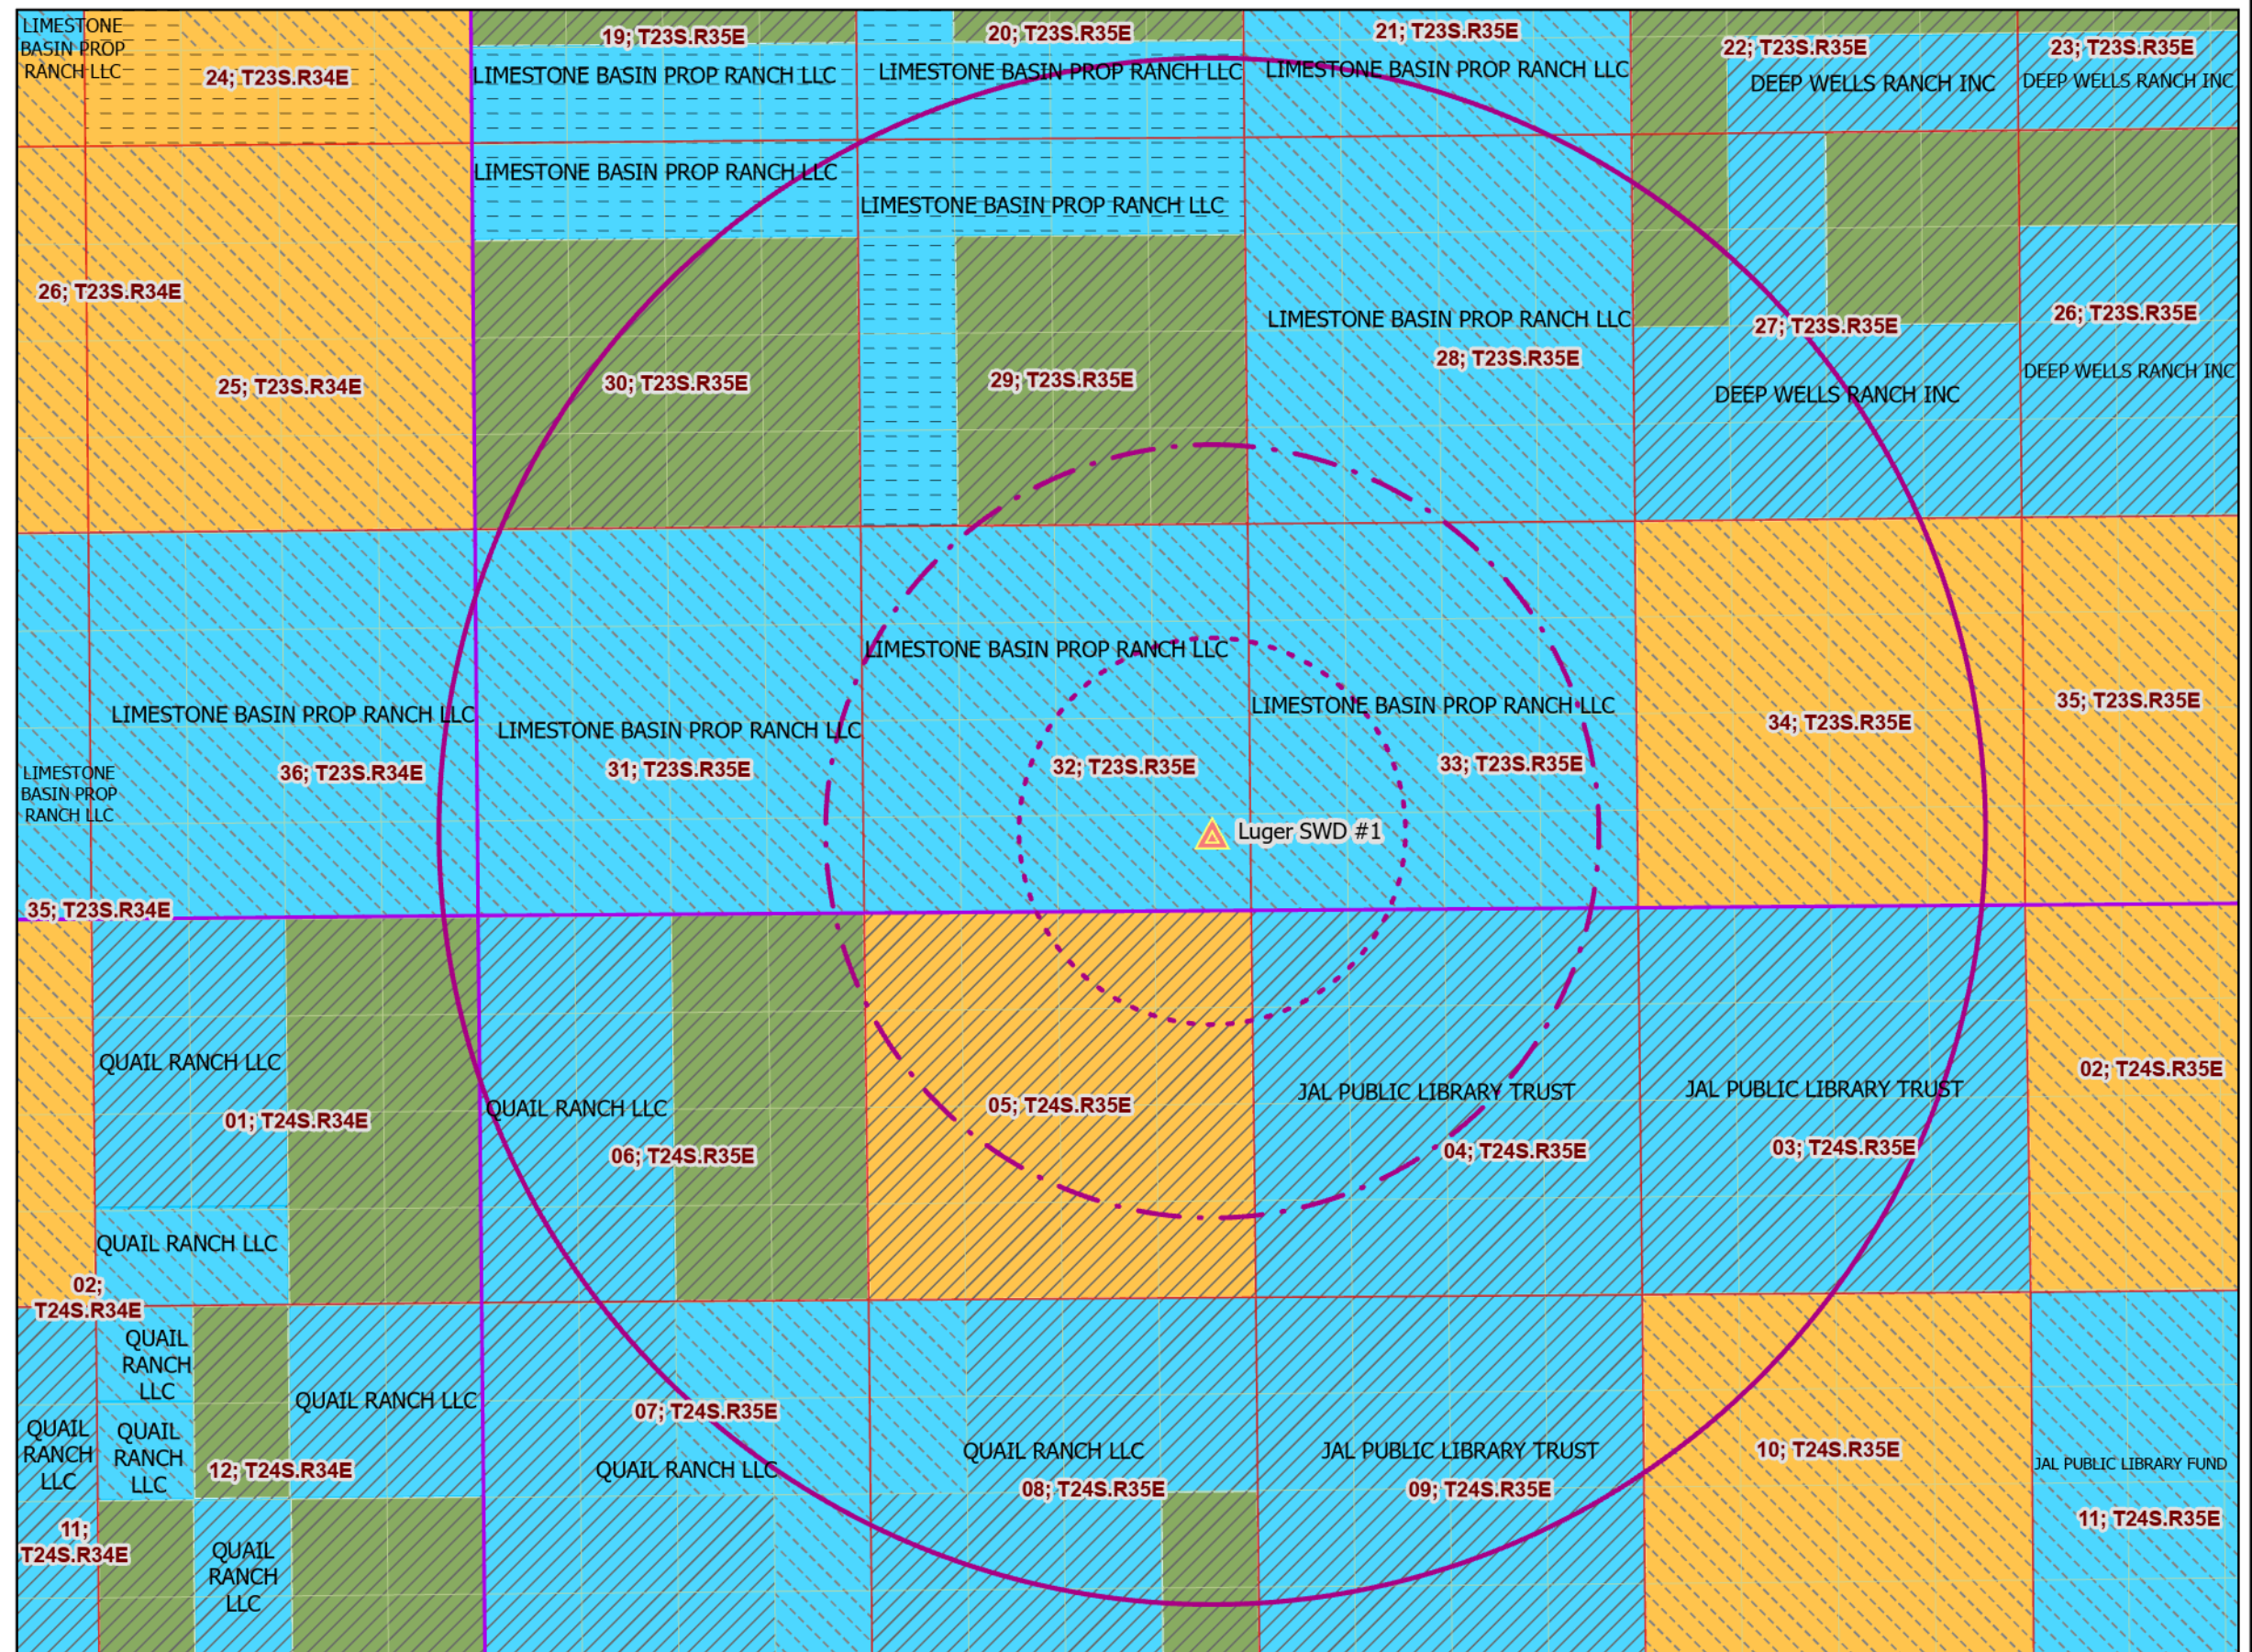 LIMESTONE
BASIN PROP
RANCH LLC
24; T23S.R34E
19; T23S.R35E
LIMESTONE BASIN PROP RANCH LLC
20; T23S.R35E
LIMESTONE BASIN PROP RANCH LLC
21; T23S.R35E
LIMESTONE BASIN PROP RANCH LLC
22; T23S.R35E
DEEP WELLS RANCH INC
23; T23S.R35E
DEEP WELLS RANCH INC
LIMESTONE BASIN PROP RANCH LLC
LIMESTONE BASIN PROP RANCH LLC
26; T23S.R34E
25; T23S.R34E
30; T23S.R35E
29; T23S.R35E
LIMESTONE BASIN PROP RANCH LLC
28; T23S.R35E
27; T23S.R35E
DEEP WELLS RANCH INC
26; T23S.R35E
DEEP WELLS RANCH INC
LIMESTONE BASIN PROP RANCH LLC
36; T23S.R34E
LIMESTONE
BASIN PROP
RANCH LLC
35; T23S.R34E
LIMESTONE BASIN PROP RANCH LLC
31; T23S.R35E
LIMESTONE BASIN PROP RANCH LLC
32; T23S.R35E
Luger SWD #1
LIMESTONE BASIN PROP RANCH LLC
33; T23S.R35E
34; T23S.R35E
35; T23S.R35E
QUAIL RANCH LLC
01; T24S.R34E
QUAIL RANCH LLC
02;
T24S.R34E
QUAIL RANCH LLC
06; T24S.R35E
05; T24S.R35E
JAL PUBLIC LIBRARY TRUST
04; T24S.R35E
JAL PUBLIC LIBRARY TRUST
03; T24S.R35E
02; T24S.R35E
QUAIL
RANCH
LLC
QUAIL RANCH LLC
QUAIL
RANCH
LLC
QUAIL
RANCH
LLC
12; T24S.R34E
11;
T24S.R34E
QUAIL
RANCH
LLC
07; T24S.R35E
QUAIL RANCH LLC
QUAIL RANCH LLC
08; T24S.R35E
JAL PUBLIC LIBRARY TRUST
09; T24S.R35E
10; T24S.R35E
JAL PUBLIC LIBRARY FUND
11; T24S.R35E